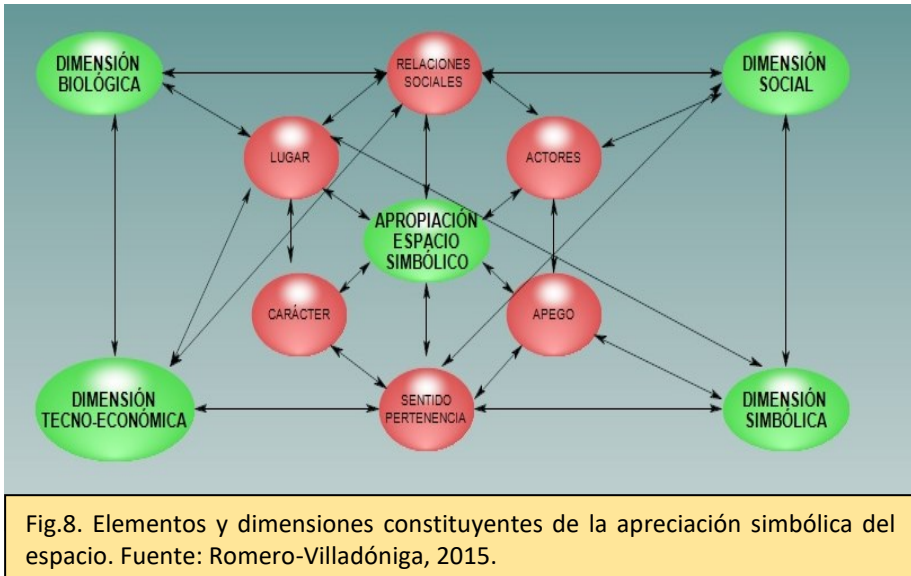 DIMENSIÓN
BIOLÓGICA
RELACIONES
SOCIALES
DIMENSIÓN
SOCIAL
LUGAR
ACTORES
APROPIACIÓN
ESPACIO
SIMBÓLICO
CARÁCTER
APEGO
DIMENSIÓN
TECNO-ECONÓMICA
SENTIDO
PERTENENCIA
DIMENSIÓN
SIMBÓLICA
Fig.8. Elementos y dimensiones constituyentes de la apreciación simbólica del
espacio. Fuente: Romero-Villadóniga, 2015.